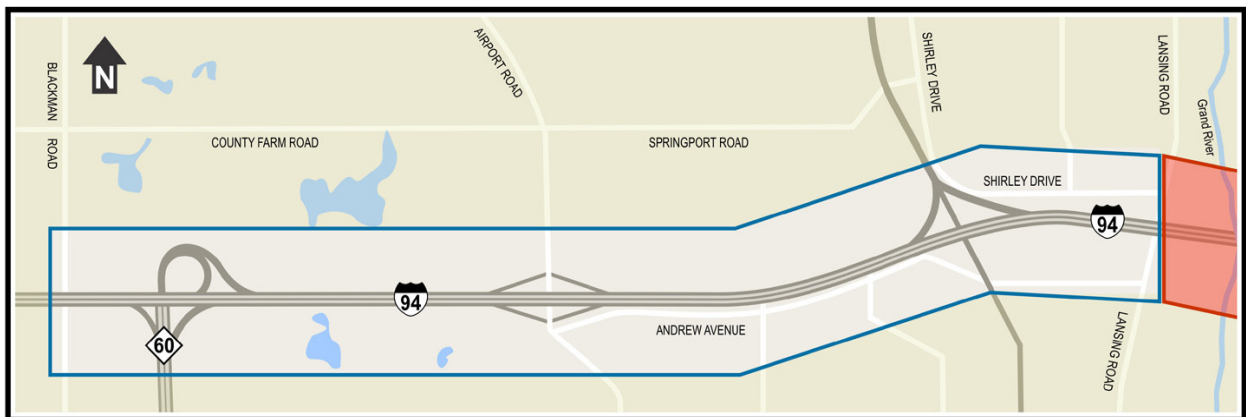 N
BLACKMAN
ROAD
COUNTY FARM ROAD
AIRPORT ROAD
SPRINGPORT ROAD
SHIRLEY DRIVE
LANSING ROAD
Grand River
SHIRLEY DRIVE
94
94
60
ANDREW AVENUE
LANSING ROAD